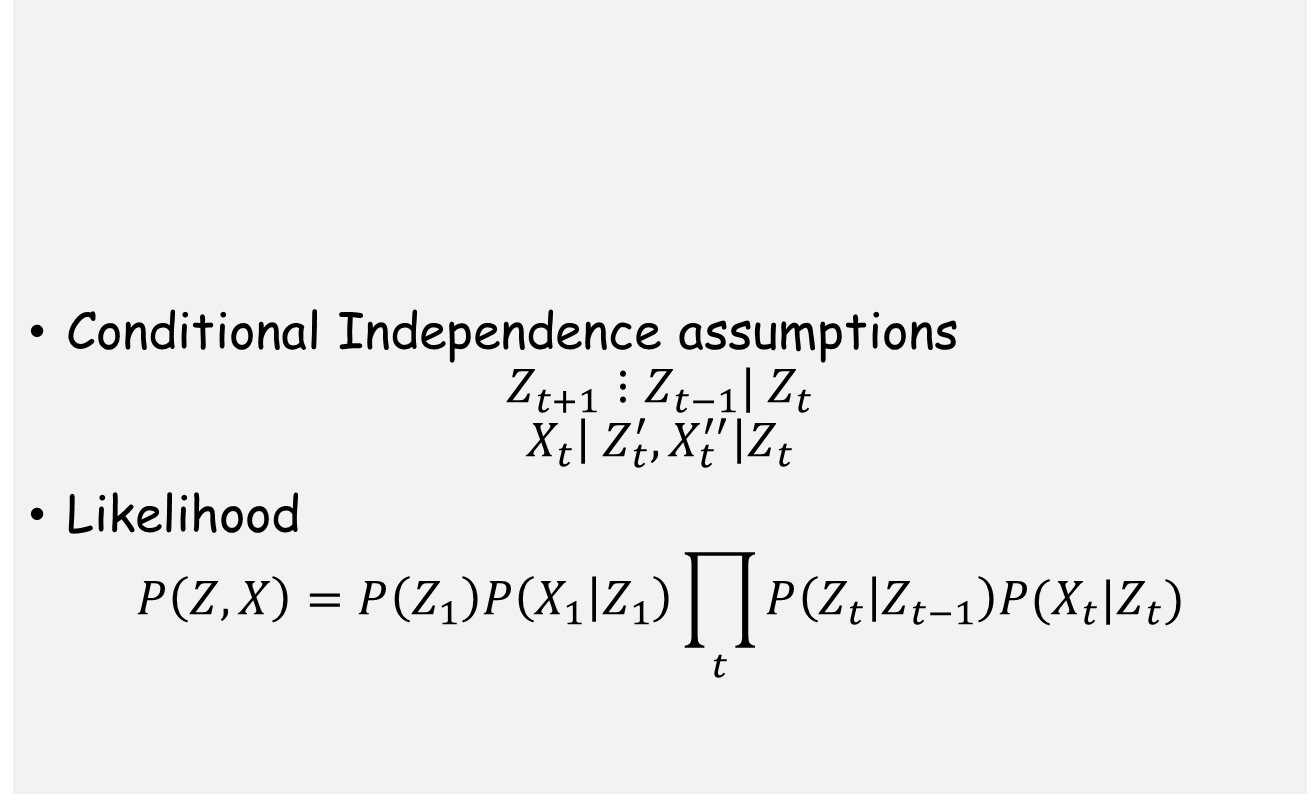 • Conditional Independence assumptions
Z_{t+1} ⋮ Z_{t−1}| Z_t
X_t| Z′_t, X″_t|Z_t
• Likelihood
P(Z, X) = P(Z_1)P(X_1|Z_1) ∏_t P(Z_t|Z_{t−1})P(X_t|Z_t)